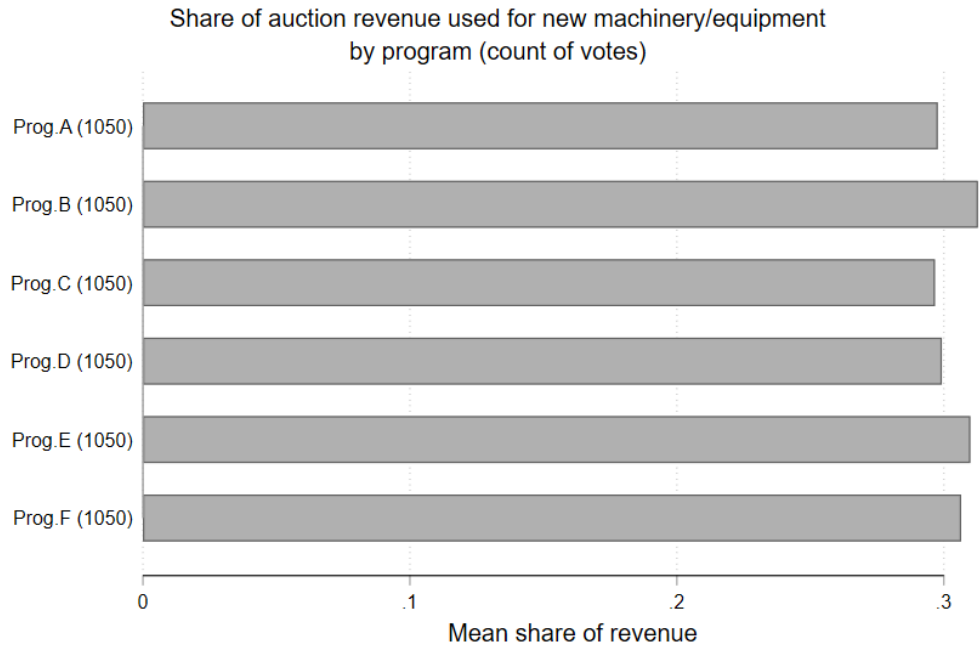 Share of auction revenue used for new machinery/equipment
by program (count of votes)
Prog.A (1050)
Prog.B (1050)
Prog.C (1050)
Prog.D (1050)
Prog.E (1050)
Prog.F (1050)
0 .1 .2 .3
Mean share of revenue